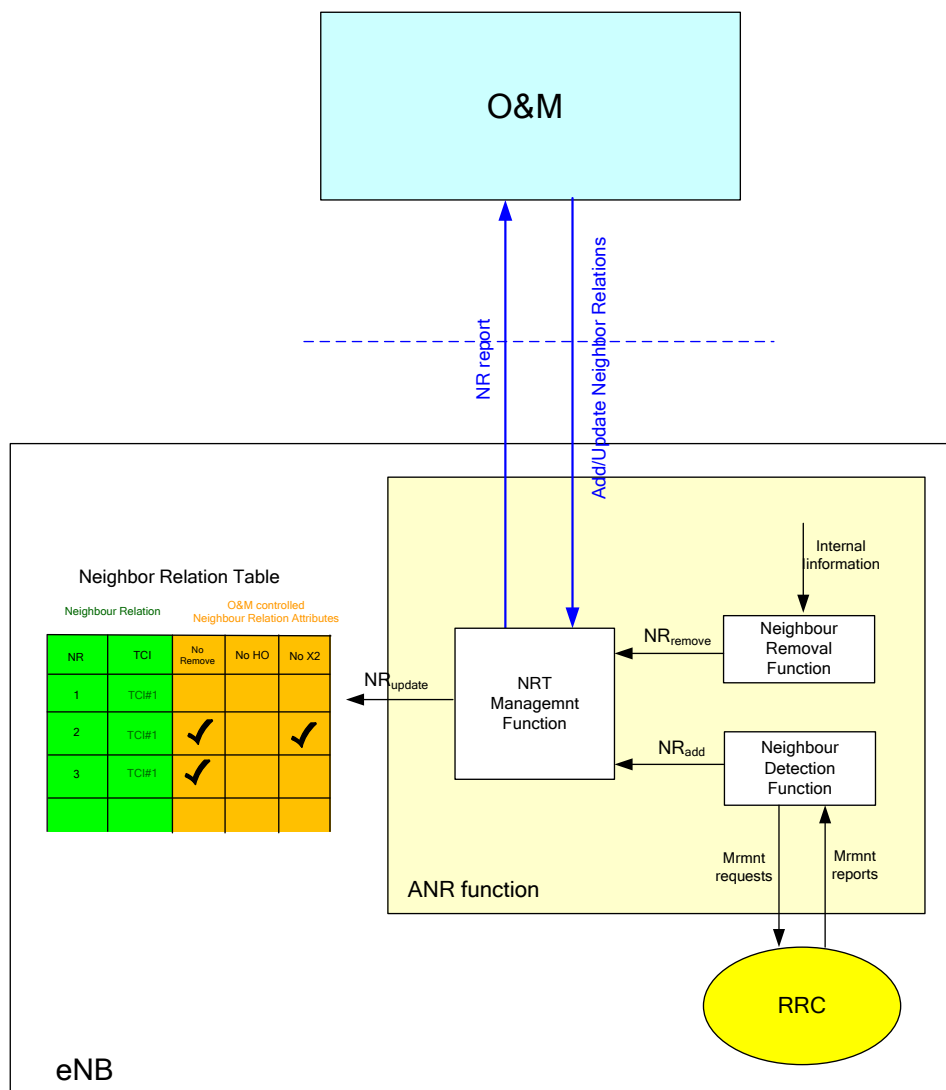 O&M
NR report
Add/Update Neighbor Relations
Internal
Iinformation
Neighbor Relation Table
Neighbour Relation
O&M controlled
Neighbour Relation Attributes
NR TCI No Remove No HO No X2
1 TCI#1
2 TCI#1 ✓ ✓
3 TCI#1 ✓
NRupdate
NRT
Managemnt
Function
NRremove
Neighbour
Removal
Function
NRadd
Neighbour
Detection
Function
Mrmnt
requests
Mrmnt
reports
ANR function
RRC
eNB